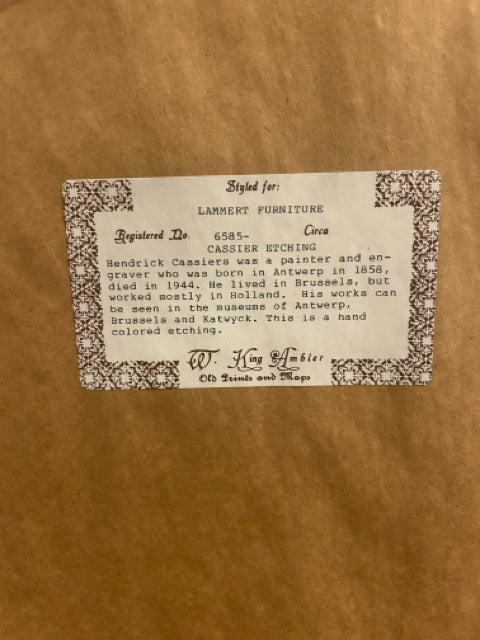 Styled for:
LAMMERT FURNITURE
Registered No. 6585- Circa
CASSIER ETCHING
Hendrick Cassiers was a painter and en-
graver who was born in Antwerp in 1858,
died in 1944. He lived in Brussels, but
worked mostly in Holland. His works can
be seen in the museums of Antwerp,
Brussels and Katwyck. This is a hand
colored etching.
W. King Ambler
Old Prints and Maps